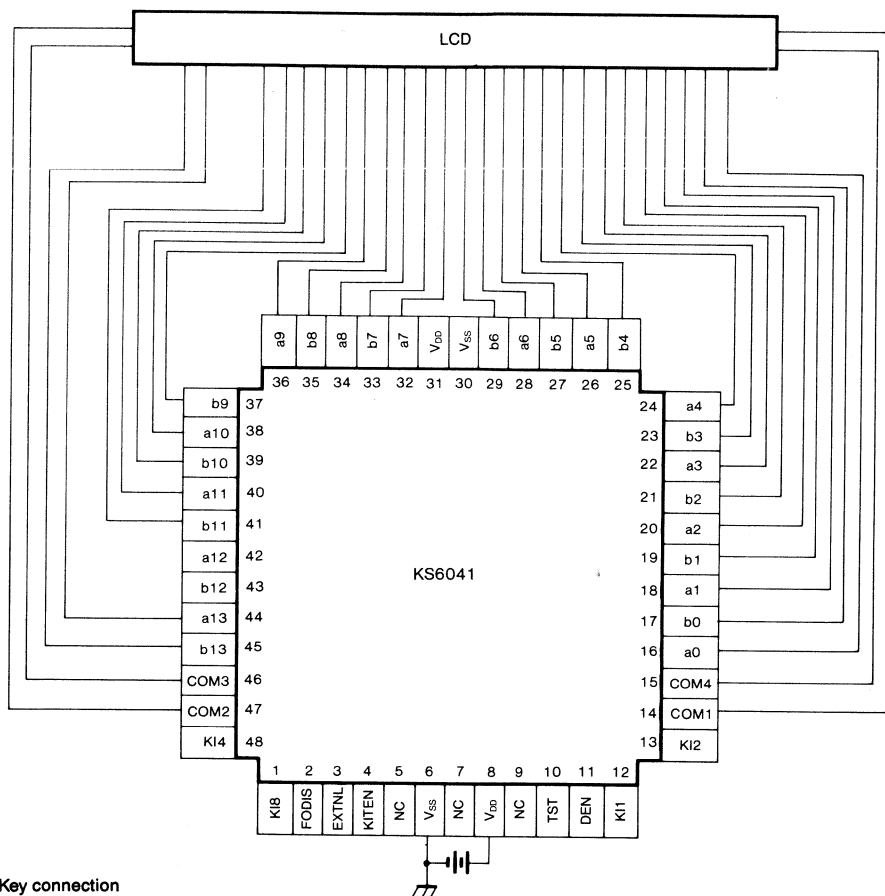 LCD
a9 b8 a8 b7 a7 VDD VSS b6 a6 b5 a5 b4
36 35 34 33 32 31 30 29 28 27 26 25
b9 37 24 a4
a10 38 23 b3
b10 39 22 a3
a11 40 21 b2
b11 41 20 a2
a12 42 19 b1
b12 43 KS6041 18 a1
a13 44 17 b0
b13 45 16 a0
COM3 46 15 COM4
COM2 47 14 COM1
KI4 48 13 KI2
1 2 3 4 5 6 7 8 9 10 11 12
KI8 FODIS EXTNL KITEN NC VSS NC VDD NC TST DEN KI1
Key connection